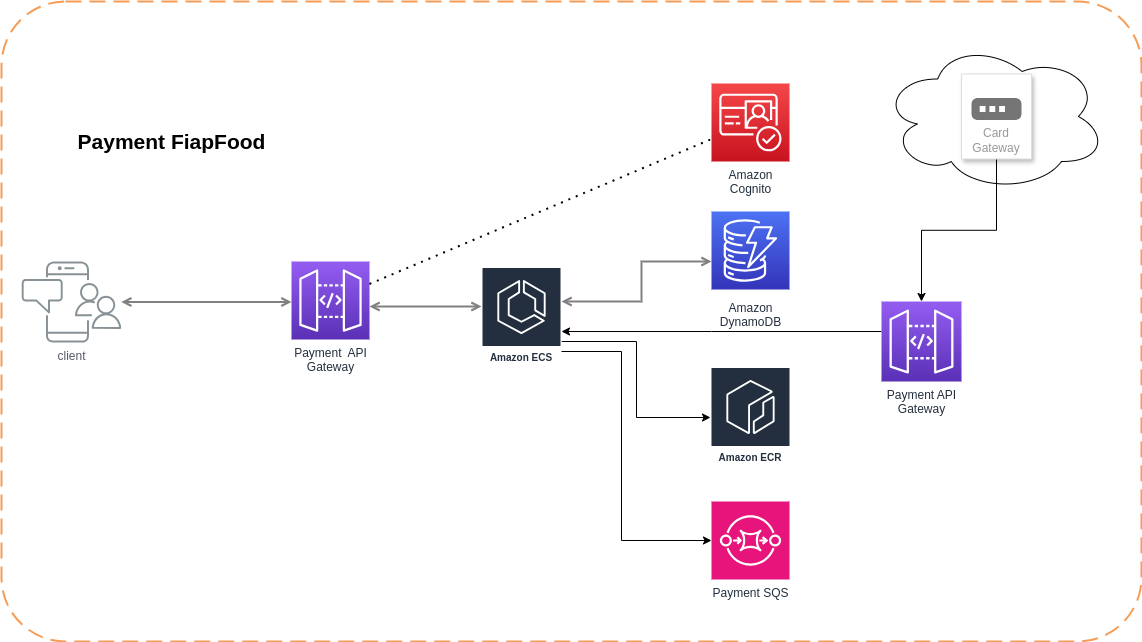 Payment FiapFood
Amazon
Cognito
Card
Gateway
Amazon
DynamoDB
client
Payment  API
Gateway
Amazon ECS
Payment API
Gateway
Amazon ECR
Payment SQS